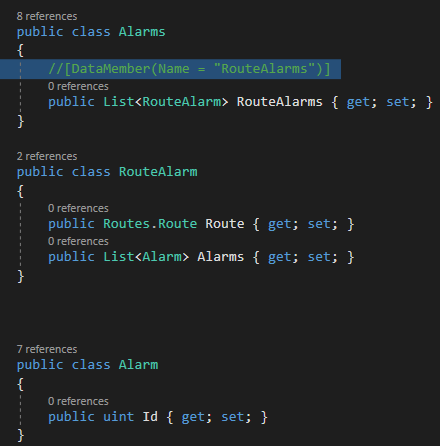 8 references
public class Alarms
{
//[DataMember(Name = "RouteAlarms")]
0 references
public List<RouteAlarm> RouteAlarms { get; set; }
}
2 references
public class RouteAlarm
{
0 references
public Routes.Route Route { get; set; }
0 references
public List<Alarm> Alarms { get; set; }
}
7 references
public class Alarm
{
0 references
public uint Id { get; set; }
}